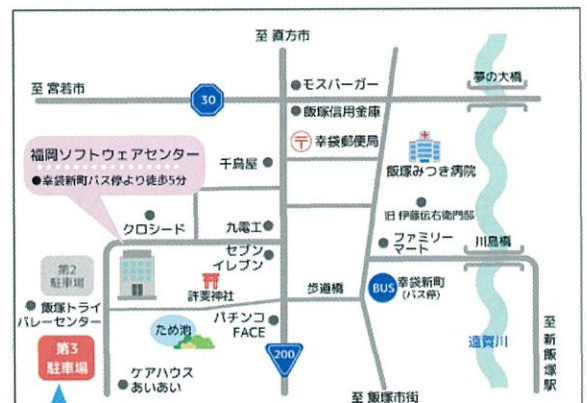 至 直方市
至 宮若市
30
モスバーガー
夢の大橋
飯塚信用金庫
〒 幸袋郵便局
福岡ソフトウェアセンター
●幸袋新町バス停より徒歩5分
千鳥屋
飯塚みつき病院
旧 伊藤伝右衛門邸
クロシード
九電工
ファミリー
マート
川島橋
セブン
イレブン
第2
駐車場
許斐神社
歩道橋
BUS
幸袋新町
(バス停)
飯塚トライ
バレーセンター
ため池
パチンコ
FACE
遠賀川
至 新飯塚駅
第3
駐車場
200
ケアハウス
あいあい
至 飯塚市街